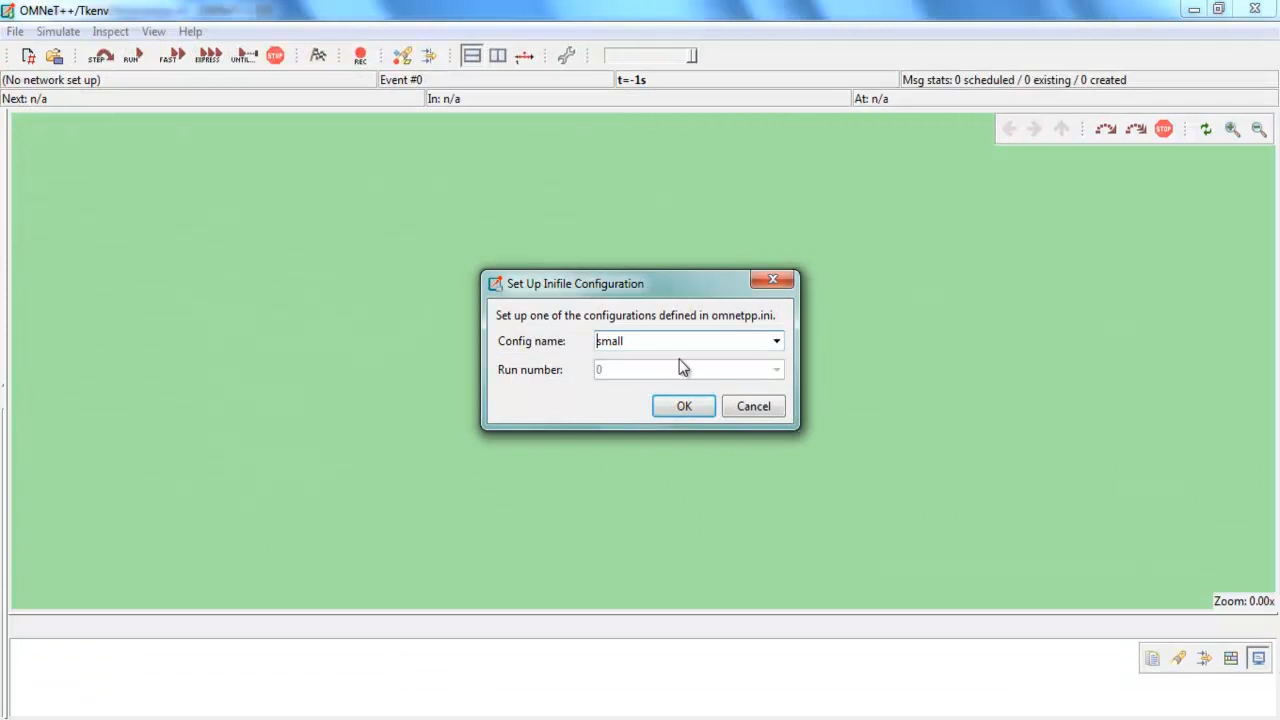 OMNeT++/Tkenv
File Simulate Inspect View Help
STEP RUN FAST EXPRESS UNTIL... STOP REC
(No network set up) Event #0 t=-1s Msg stats: 0 scheduled / 0 existing / 0 created
Next: n/a In: n/a At: n/a
STOP
Set Up Inifile Configuration
Set up one of the configurations defined in omnetpp.ini.
Config name: small
Run number: 0
OK Cancel
Zoom: 0.00x